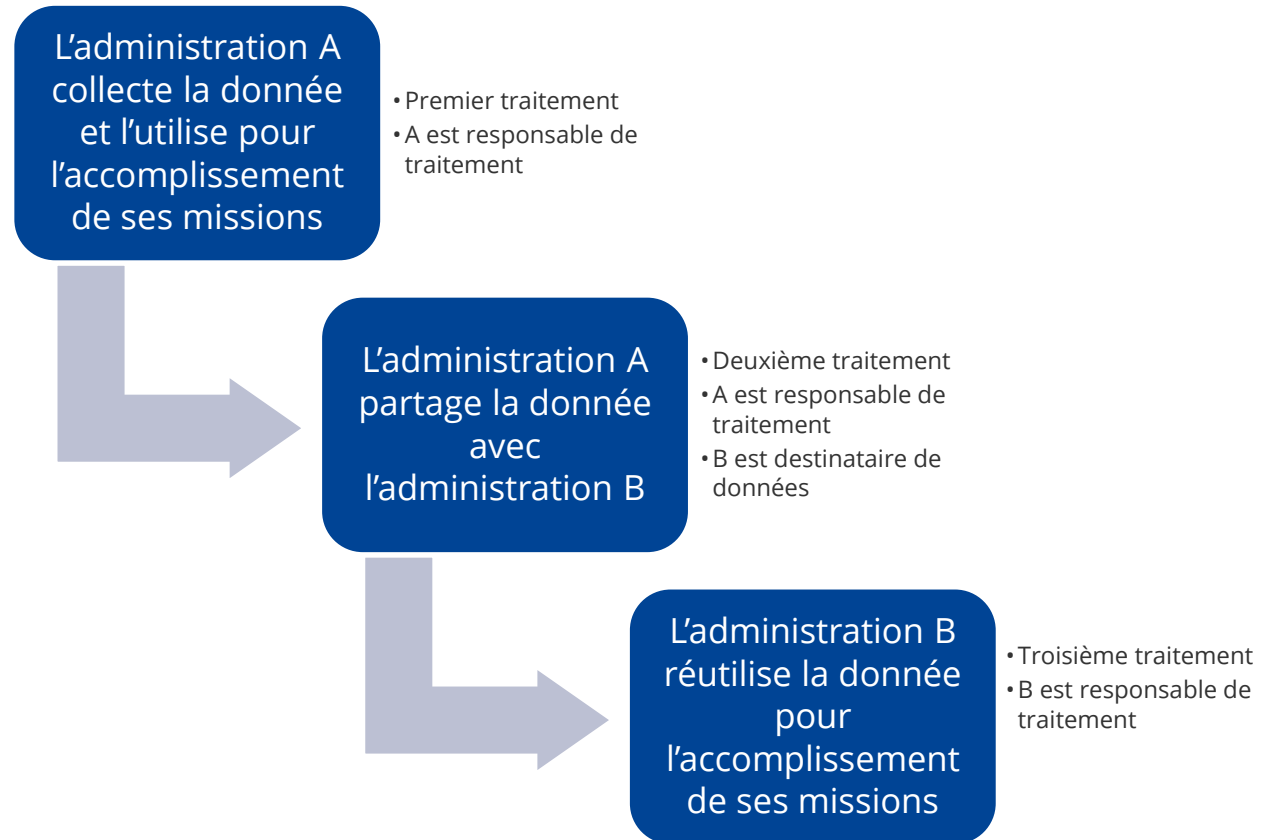 L’administration A
collecte la donnée
et l’utilise pour
l’accomplissement
de ses missions
• Premier traitement
• A est responsable de
traitement
L’administration A
partage la donnée
avec
l’administration B
• Deuxième traitement
• A est responsable de
traitement
• B est destinataire de
données
L’administration B
réutilise la donnée
pour
l’accomplissement
de ses missions
• Troisième traitement
• B est responsable de
traitement